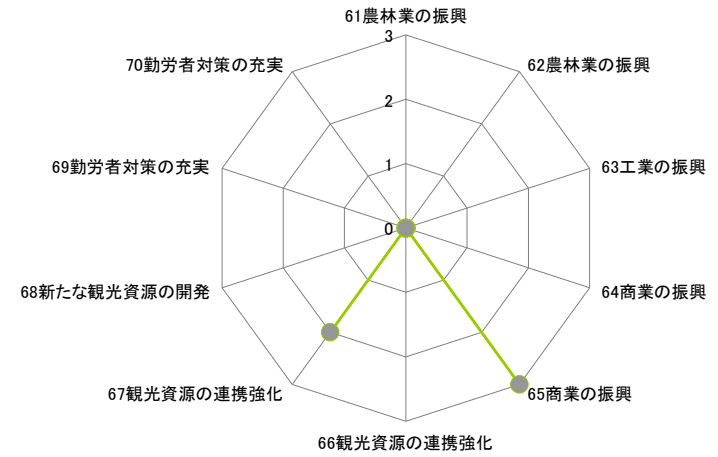 61農林業の振興
3
70勤労者対策の充実
62農林業の振興
2
69勤労者対策の充実
1
63工業の振興
0
68新たな観光資源の開発
64商業の振興
67観光資源の連携強化
65商業の振興
66観光資源の連携強化